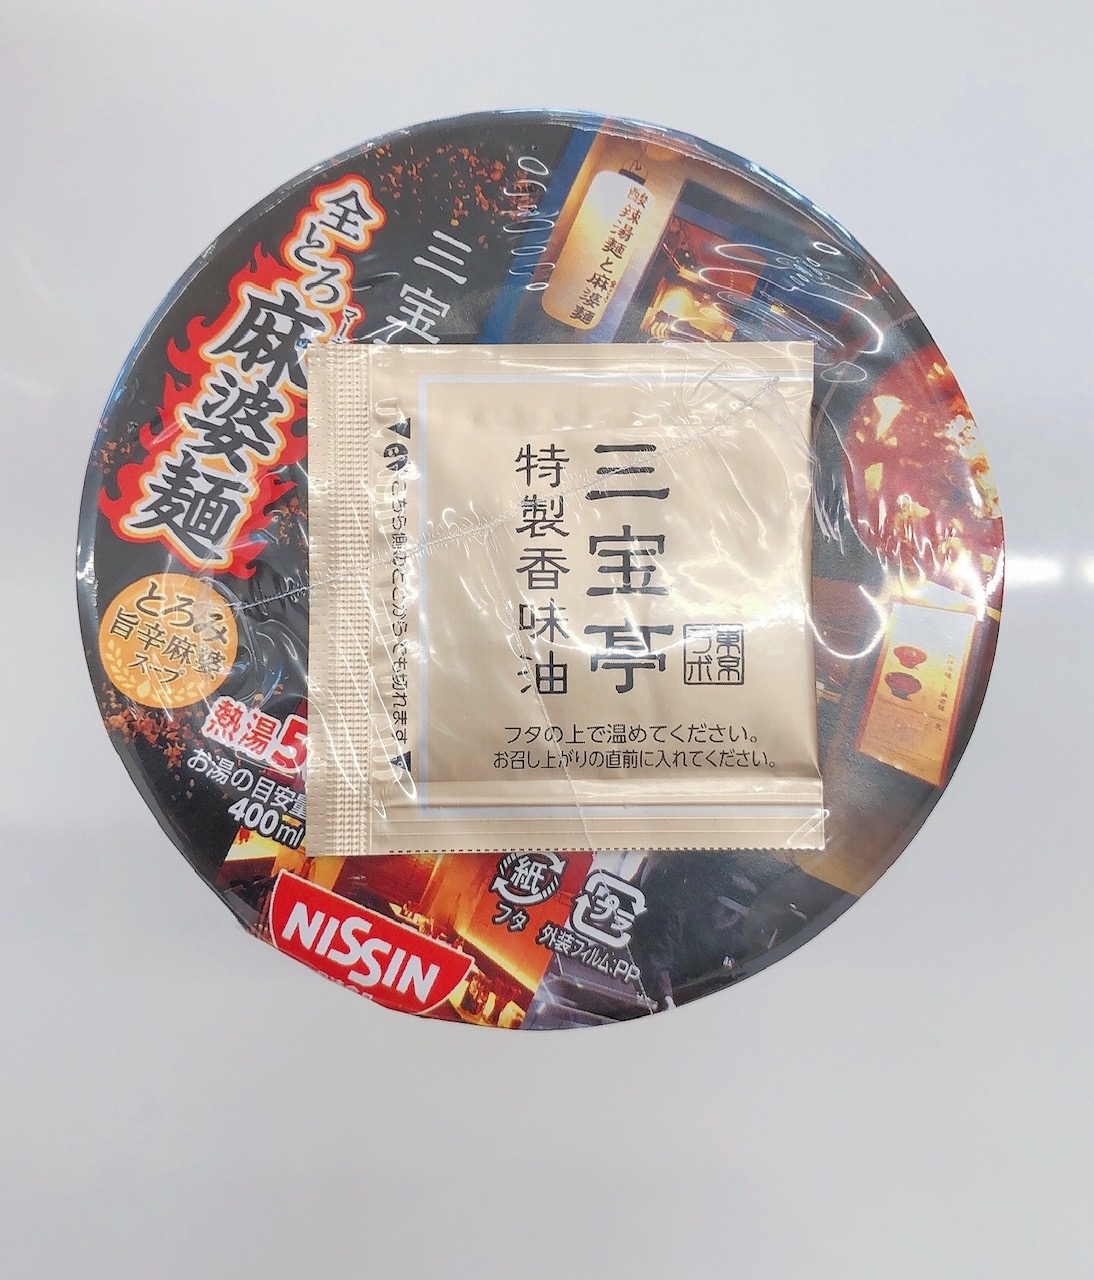 酸辣湯麺と麻婆麺
三宝
全とろ
麻婆麺
マー
とろみ
旨辛麻婆
スープ
熱湯5
お湯の目安量
400ml
三宝亭
東京
ラボ
特製香味油
フタの上で温めてください。
お召し上がりの直前に入れてください。
こちら側のどこからでも切れます
NISSIN
紙
フタ
プラ
外装フィルム:PP